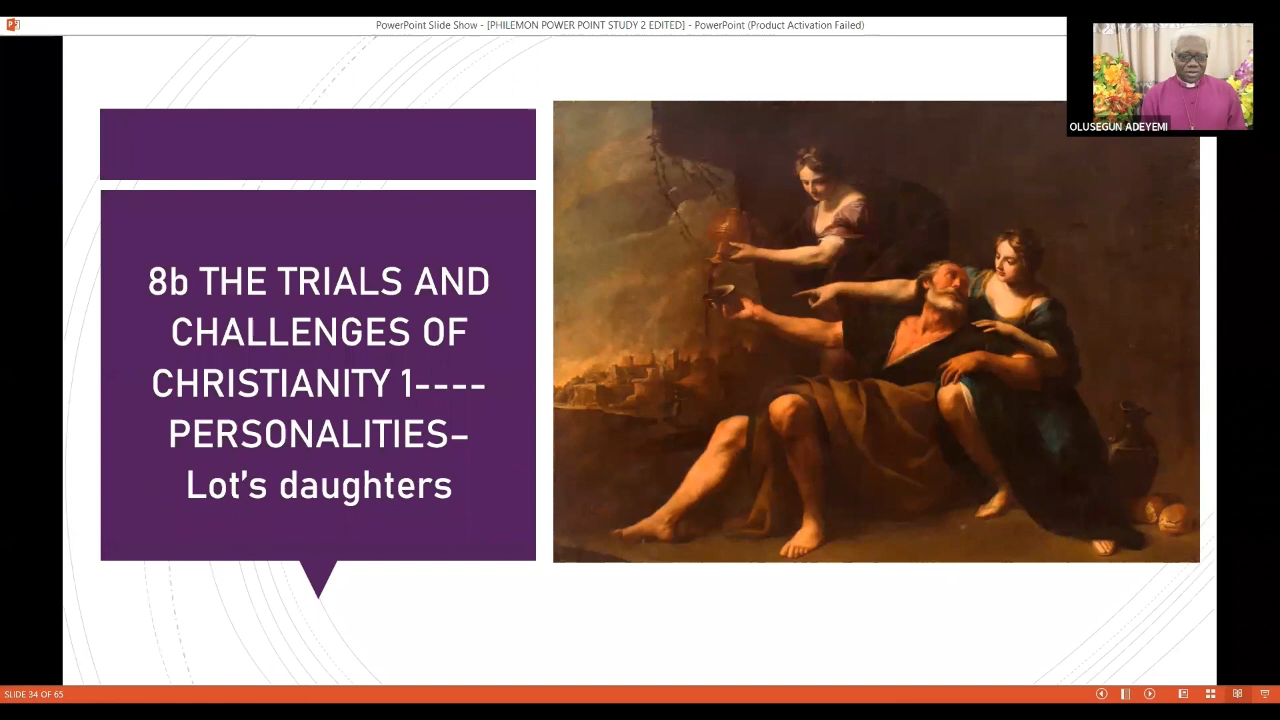 PowerPoint Slide Show - [PHILEMON POWER POINT STUDY 2 EDITED] - PowerPoint (Product Activation Failed)
OLUSEGUN ADEYEMI
8b THE TRIALS AND
CHALLENGES OF
CHRISTIANITY 1----
PERSONALITIES–
Lot’s daughters
SLIDE 34 OF 65